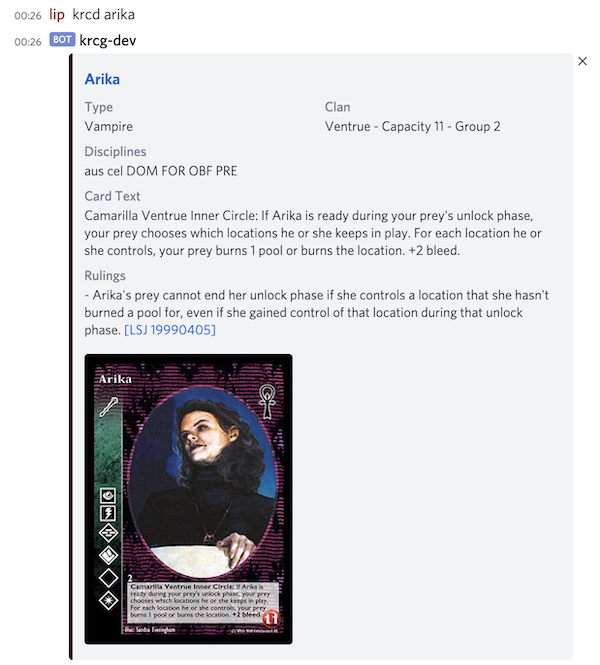 00:26 lip krcd arika
00:26 BOT krcg-dev
Arika
Type
Clan
Vampire
Ventrue - Capacity 11 - Group 2
Disciplines
aus cel DOM FOR OBF PRE
Card Text
Camarilla Ventrue Inner Circle: If Arika is ready during your prey's unlock phase,
your prey chooses which locations he or she keeps in play. For each location he or
she controls, your prey burns 1 pool or burns the location. +2 bleed.
Rulings
- Arika's prey cannot end her unlock phase if she controls a location that she hasn't
burned a pool for, even if she gained control of that location during that unlock
phase. [LSJ 19990405]
Arika
2
Camarilla Ventrue Inner Circle: If Arika is
ready during your prey's unlock phase, your prey
chooses which locations he or she keeps in play.
For each location he or she controls, your prey
burns 1 pool or burns the location. +2 bleed.
11
Illus: Sandra Everingham